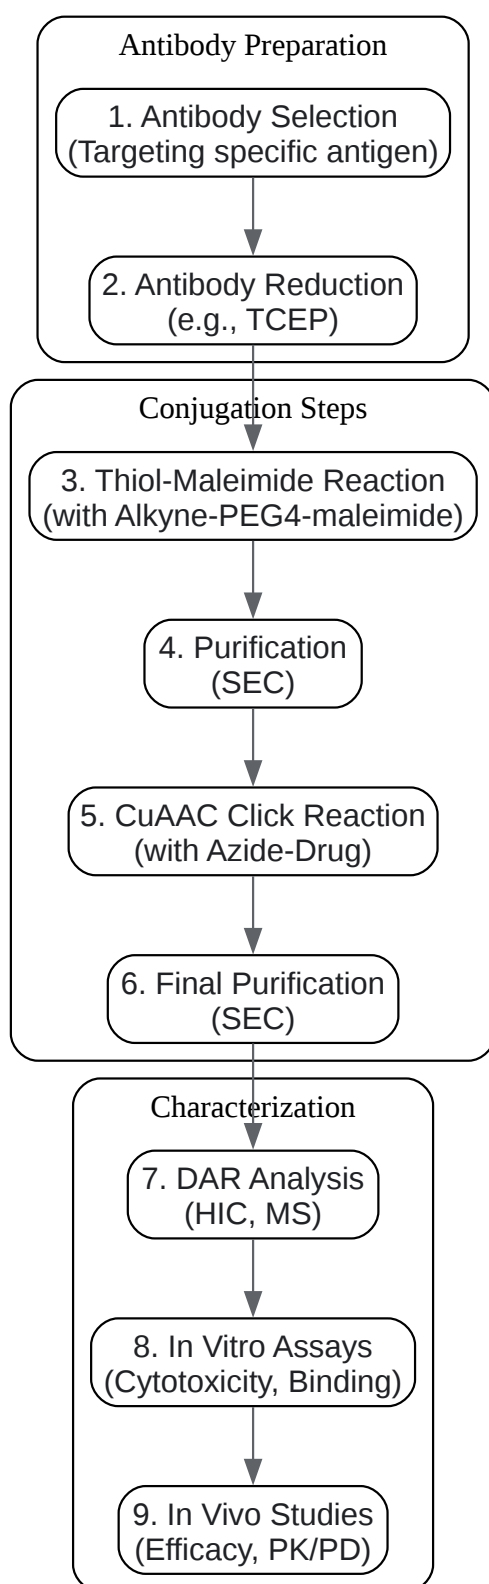 Antibody Preparation
1. Antibody Selection
(Targeting specific antigen)
2. Antibody Reduction
(e.g., TCEP)
Conjugation Steps
3. Thiol-Maleimide Reaction
(with Alkyne-PEG4-maleimide)
4. Purification
(SEC)
5. CuAAC Click Reaction
(with Azide-Drug)
6. Final Purification
(SEC)
Characterization
7. DAR Analysis
(HIC, MS)
8. In Vitro Assays
(Cytotoxicity, Binding)
9. In Vivo Studies
(Efficacy, PK/PD)